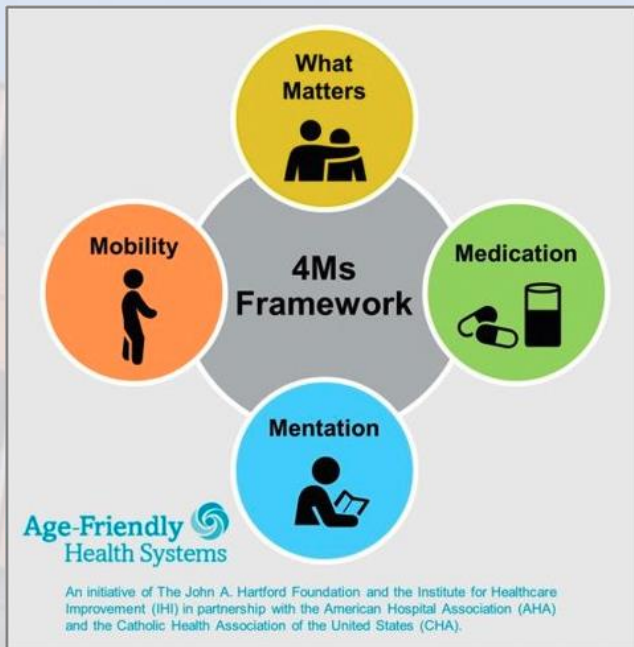 What
Matters
Mobility
4Ms
Framework
Medication
Mentation
Age-Friendly
Health Systems
An initiative of The John A. Hartford Foundation and the Institute for Healthcare
Improvement (IHI) in partnership with the American Hospital Association (AHA)
and the Catholic Health Association of the United States (CHA).